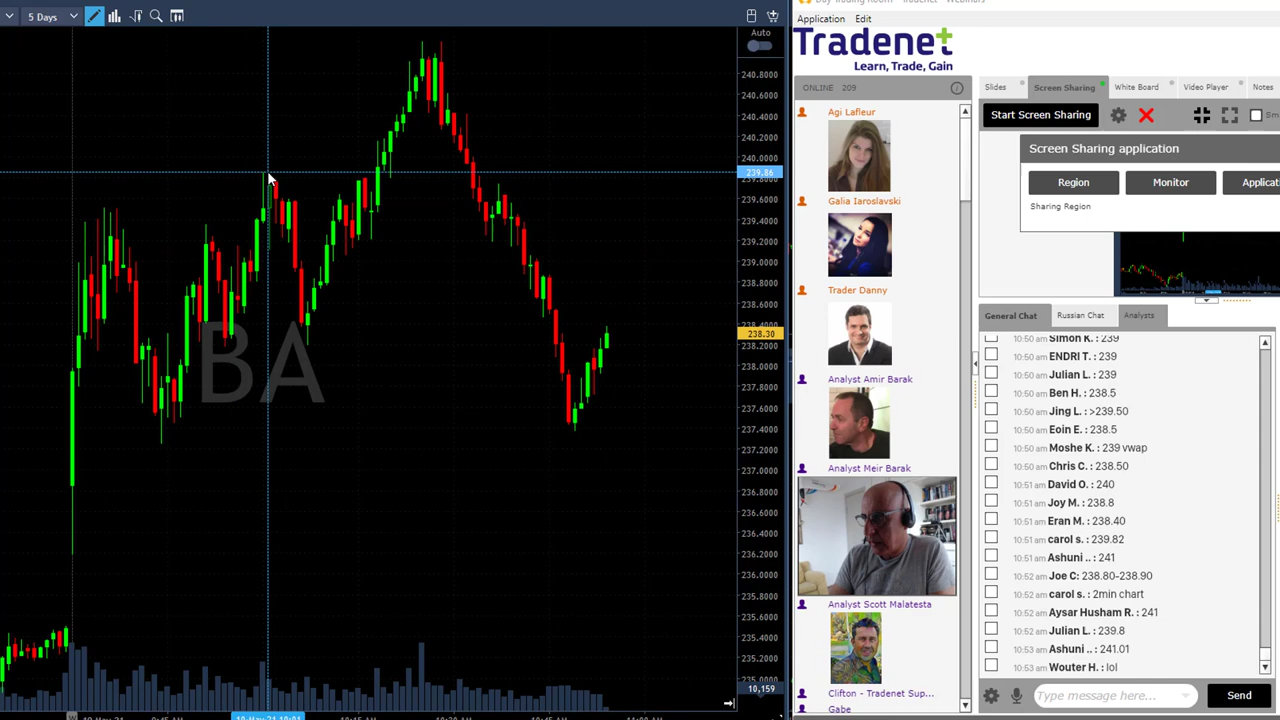 5 Days
Auto
240.8000
240.6000
240.4000
240.2000
240.0000
239.86
239.8000
239.6000
239.4000
239.2000
239.0000
238.8000
238.6000
238.4000
238.30
238.2000
238.0000
237.8000
237.6000
237.4000
237.2000
237.0000
236.8000
236.6000
236.4000
236.2000
236.0000
235.8000
235.6000
235.4000
235.2000
235.0000
10,159
BA
10:15 AM
10:30 AM
Application Edit
Tradenet
Learn, Trade, Gain
ONLINE 209
Agi Lafleur
Galia Iaroslavski
Trader Danny
Analyst Amir Barak
Analyst Meir Barak
Analyst Scott Malatesta
Clifton - Tradenet Sup...
Gabe
Slides Screen Sharing White Board Video Player Notes
Start Screen Sharing
Screen Sharing application
Region Monitor Applicat
Sharing Region
General Chat Russian Chat Analysts
Simon K. : 239
10:50 am ENDRI T. : 239
10:50 am Julian L. : 239
10:50 am Ben H. : 238.5
10:50 am Jing L. : >239.50
10:50 am Eoin E. : 238.5
10:50 am Moshe K. : 239 vwap
10:50 am Chris C. : 238.50
10:51 am David O. : 240
10:51 am Joy M. : 238.8
10:51 am Eran M. : 238.40
10:51 am carol s. : 239.82
10:51 am Ashuni .. : 241
10:52 am Joe C: 238.80-238.90
10:52 am carol s. : 2min chart
10:52 am Aysar Husham R. : 241
10:52 am Julian L. : 239.8
10:53 am Ashuni .. : 241.01
10:53 am Wouter H. : lol
Type message here...
Send